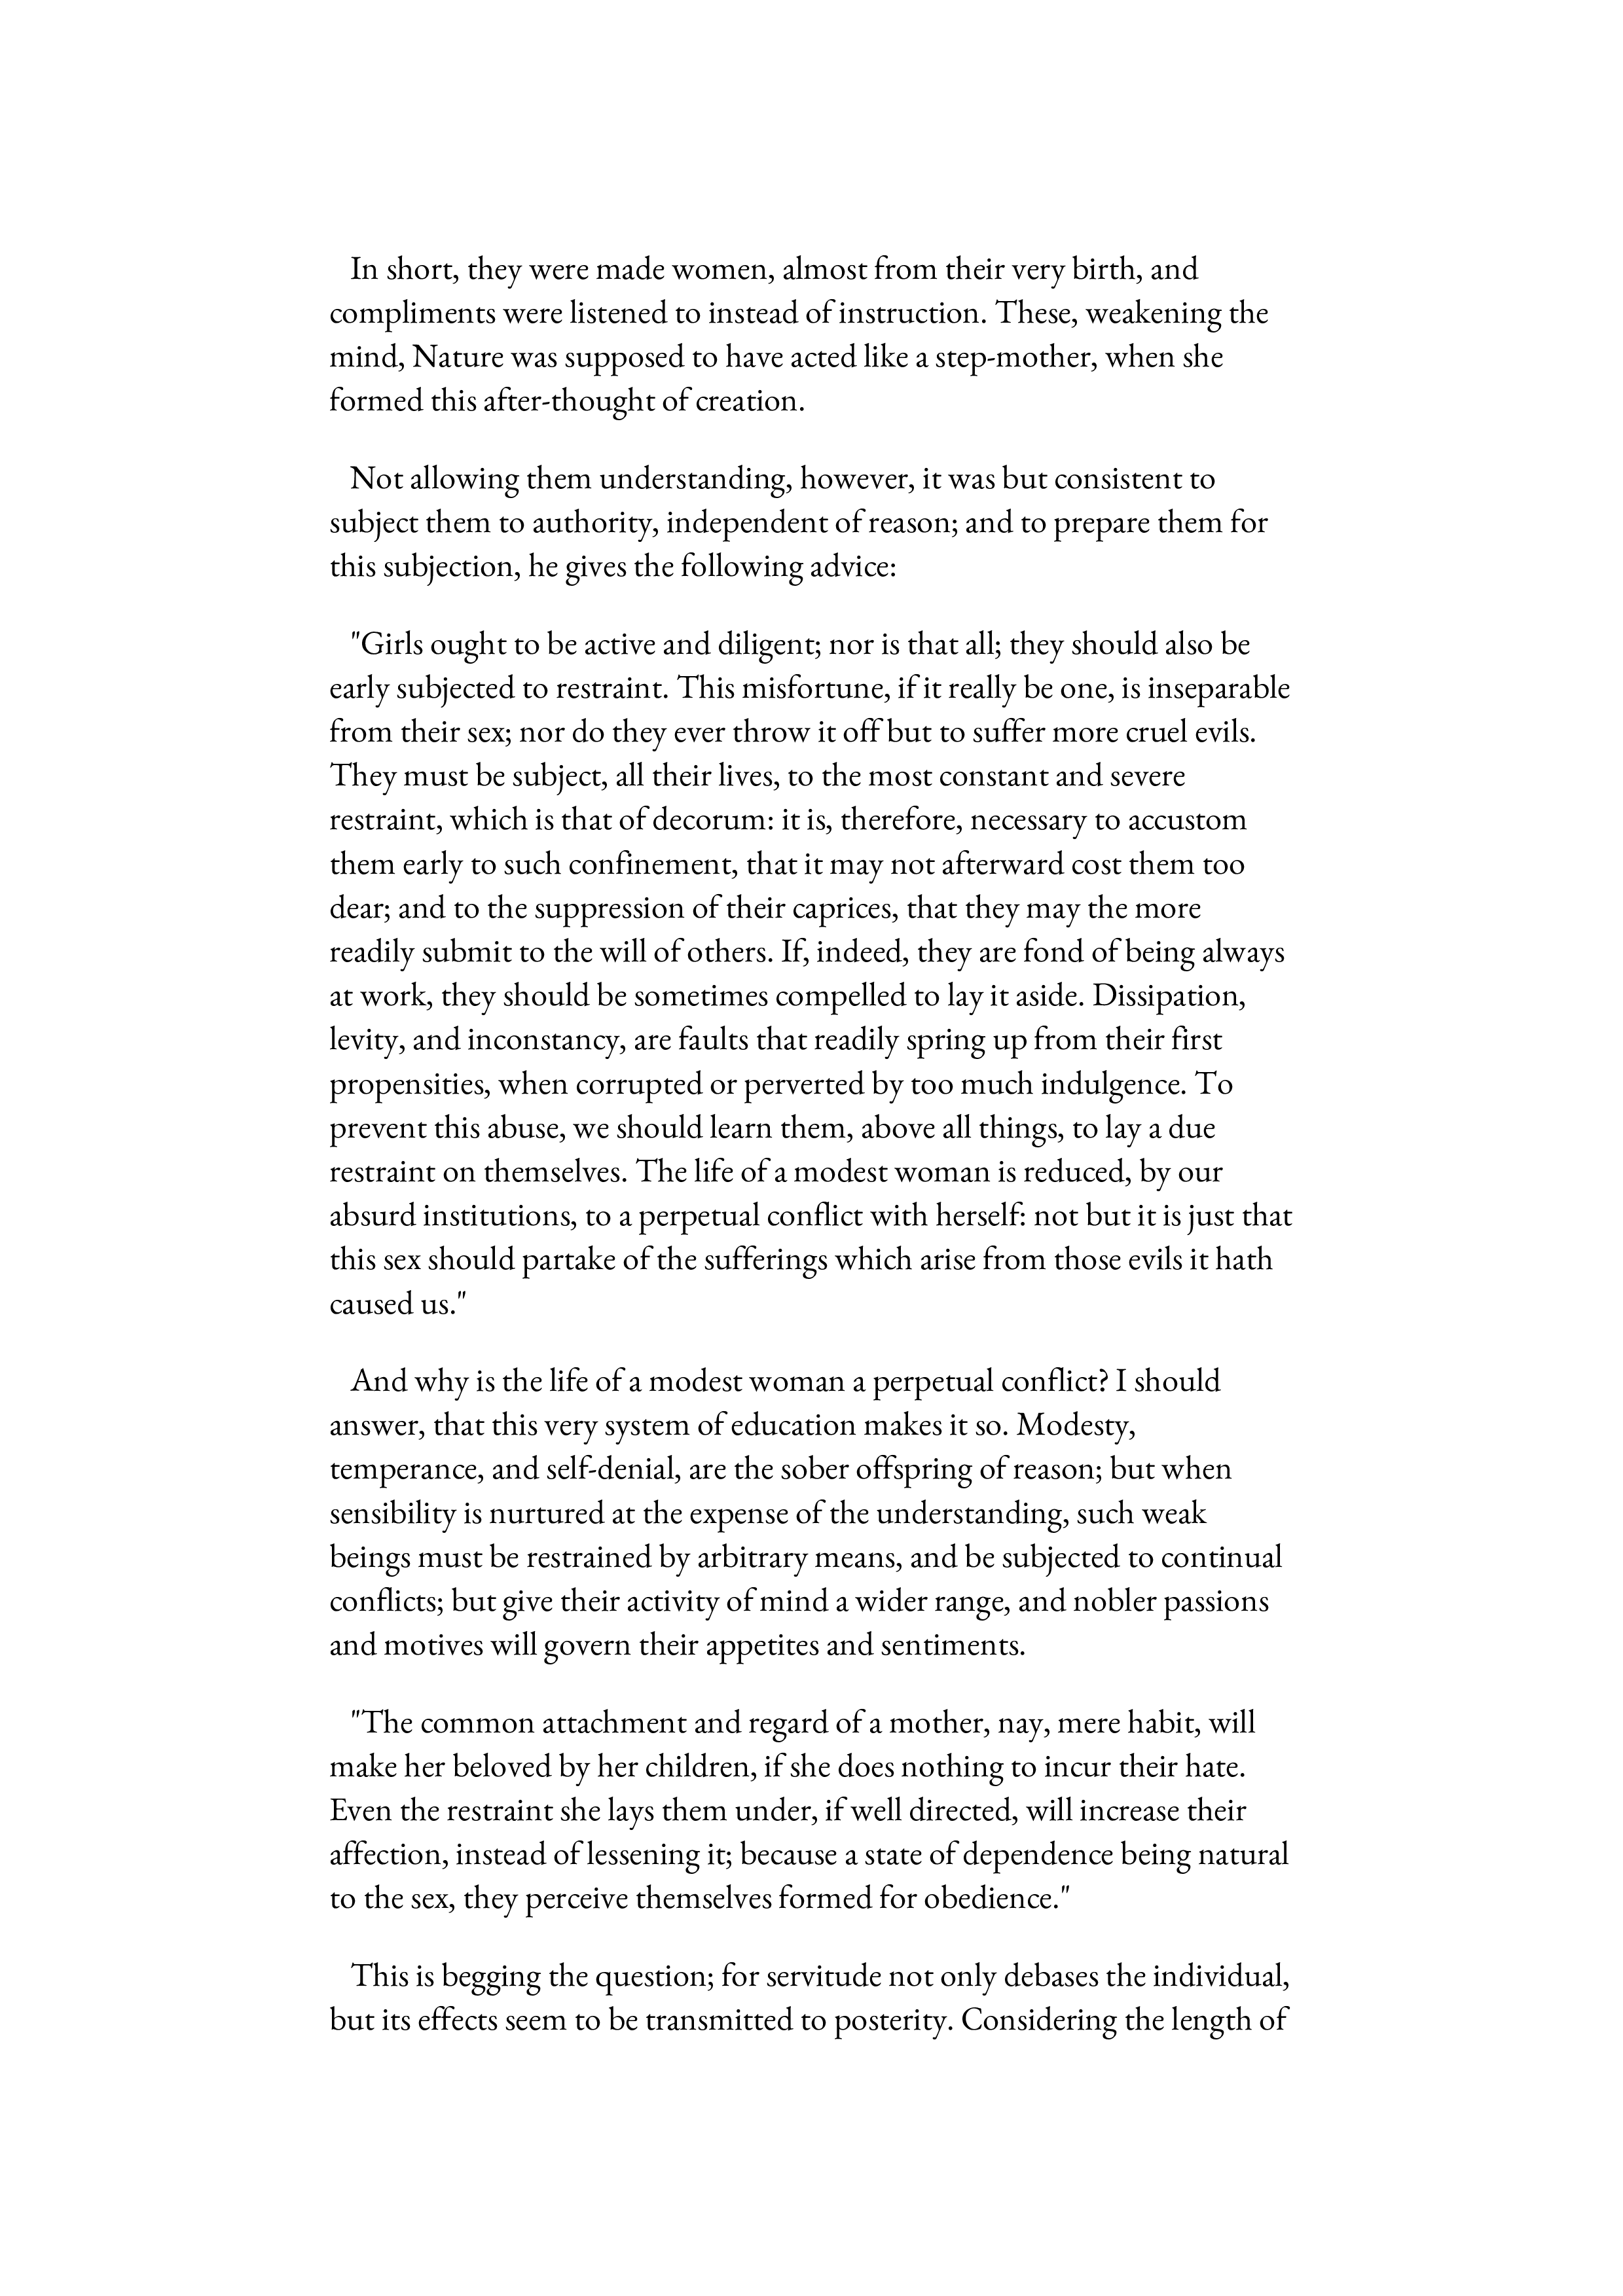 In short, they were made women, almost from their very birth, and
compliments were listened to instead of instruction. These, weakening the
mind, Nature was supposed to have acted like a step-mother, when she
formed this after-thought of creation.
Not allowing them understanding, however, it was but consistent to
subject them to authority, independent of reason; and to prepare them for
this subjection, he gives the following advice:
"Girls ought to be active and diligent; nor is that all; they should also be
early subjected to restraint. This misfortune, if it really be one, is inseparable
from their sex; nor do they ever throw it off but to suffer more cruel evils.
They must be subject, all their lives, to the most constant and severe
restraint, which is that of decorum: it is, therefore, necessary to accustom
them early to such confinement, that it may not afterward cost them too
dear; and to the suppression of their caprices, that they may the more
readily submit to the will of others. If, indeed, they are fond of being always
at work, they should be sometimes compelled to lay it aside. Dissipation,
levity, and inconstancy, are faults that readily spring up from their first
propensities, when corrupted or perverted by too much indulgence. To
prevent this abuse, we should learn them, above all things, to lay a due
restraint on themselves. The life of a modest woman is reduced, by our
absurd institutions, to a perpetual conflict with herself: not but it is just that
this sex should partake of the sufferings which arise from those evils it hath
caused us."
And why is the life of a modest woman a perpetual conflict? I should
answer, that this very system of education makes it so. Modesty,
temperance, and self-denial, are the sober offspring of reason; but when
sensibility is nurtured at the expense of the understanding, such weak
beings must be restrained by arbitrary means, and be subjected to continual
conflicts; but give their activity of mind a wider range, and nobler passions
and motives will govern their appetites and sentiments.
"The common attachment and regard of a mother, nay, mere habit, will
make her beloved by her children, if she does nothing to incur their hate.
Even the restraint she lays them under, if well directed, will increase their
affection, instead of lessening it; because a state of dependence being natural
to the sex, they perceive themselves formed for obedience."
This is begging the question; for servitude not only debases the individual,
but its effects seem to be transmitted to posterity. Considering the length of